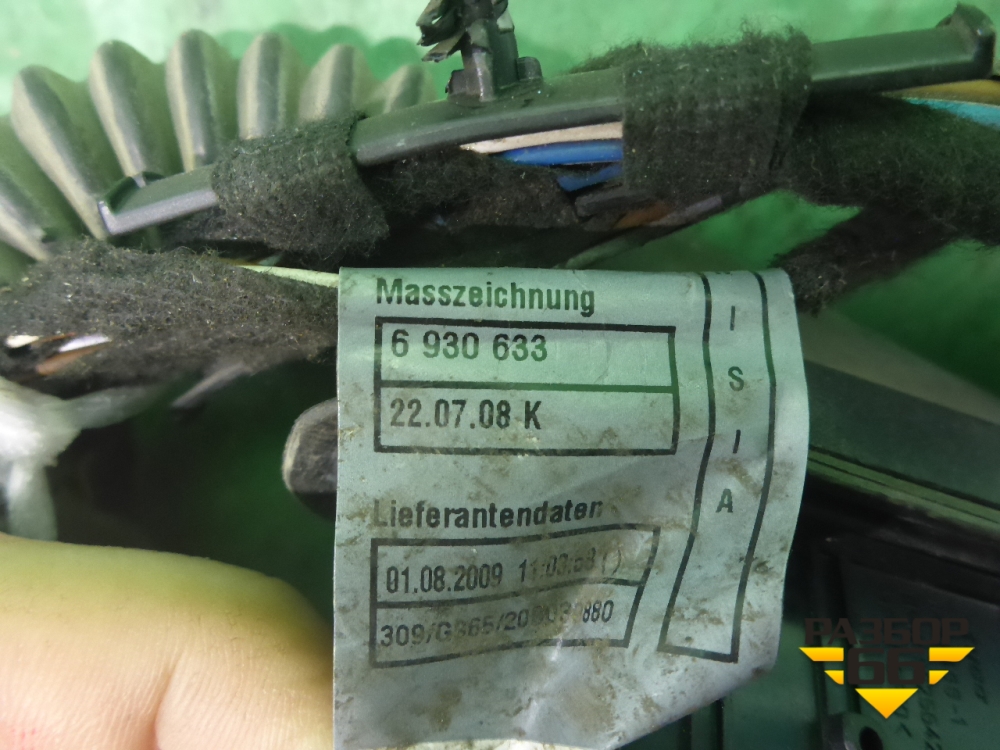 Masszeichnung
6 930 633
22.07.08 K
Lieferantendaten
01.08.2009
I
S
I
A
РАЗБОР
66